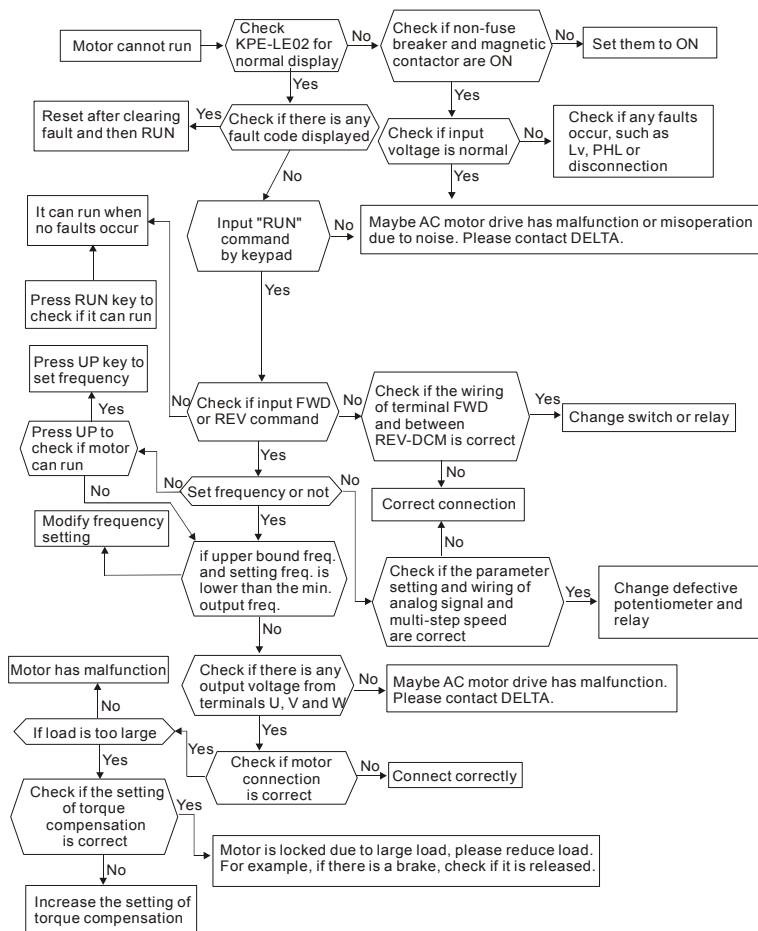 Motor cannot run
Check
KPE-LE02 for
normal display
No
Check if non-fuse
breaker and magnetic
contactor are ON
No
Set them to ON
Yes
Yes
Reset after clearing
fault and then RUN
Yes
Check if there is any
fault code displayed
Check if input
voltage is normal
No
Check if any faults
occur, such as
Lv, PHL or
disconnection
No
Yes
It can run when
no faults occur
Input "RUN"
command
by keypad
No
Maybe AC motor drive has malfunction or misoperation
due to noise. Please contact DELTA.
Press RUN key to
check if it can run
Yes
Press UP key to
set frequency
No
Check if input FWD
or REV command
No
Check if the wiring
of terminal FWD
and between
REV-DCM is correct
Yes
Change switch or relay
Yes
Press UP to
check if motor
can run
Yes
No
No
Set frequency or not
No
No
Correct connection
Modify frequency
setting
Yes
No
if upper bound freq.
and setting freq. is
lower than the min.
output freq.
Check if the parameter
setting and wiring of
analog signal and
multi-step speed
are correct
Yes
Change defective
potentiometer and
relay
No
Motor has malfunction
Check if there is any
output voltage from
terminals U, V and W
No
Maybe AC motor drive has malfunction.
Please contact DELTA.
No
Yes
If load is too large
Yes
Check if motor
connection
is correct
No
Connect correctly
Yes
Check if the setting
of torque
compensation
is correct
Yes
Motor is locked due to large load, please reduce load.
For example, if there is a brake, check if it is released.
No
Increase the setting of
torque compensation